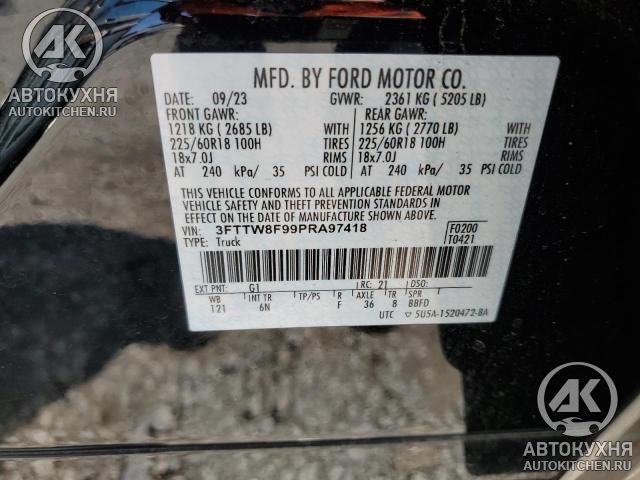 AK
АВТОКУХНЯ
AUTOKITCHEN.RU
MFD. BY FORD MOTOR CO.
DATE: 09/23 GVWR: 2361 KG ( 5205 LB)
FRONT GAWR: REAR GAWR:
1218 KG ( 2685 LB) 1256 KG ( 2770 LB)
225/60R18 100H TIRES 225/60R18 100H TIRES
18x7.0J RIMS 18x7.0J RIMS
AT 240 kPa/ 35 PSI COLD AT 240 kPa/ 35 PSI COLD
THIS VEHICLE CONFORMS TO ALL APPLICABLE FEDERAL MOTOR
VEHICLE SAFETY AND THEFT PREVENTION STANDARDS IN
EFFECT ON THE DATE OF MANUFACTURE SHOWN ABOVE.
VIN: 3FTTW8F99PRA97418 F0200
TYPE: Truck T0421
EXT PNT: G1 RC: 21 DSO:
WB INT TR TP/PS R AXLE TR SPR
121 6N F 36 8 BBFD
UTC 5U5A-1520472-BA
AK
АВТОКУХНЯ
AUTOKITCHEN.RU